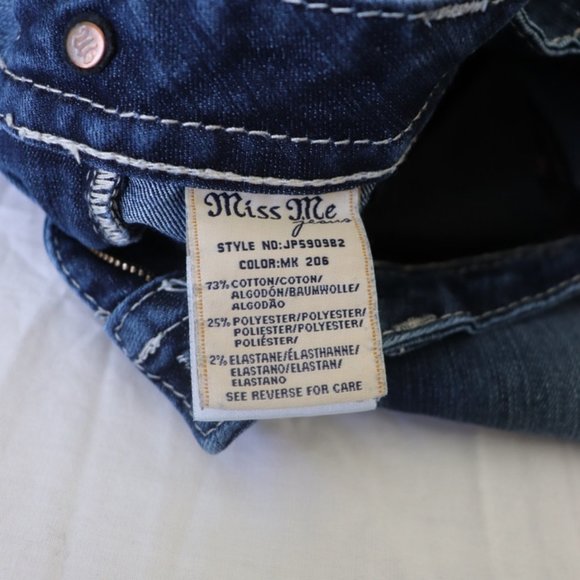 Miss Me
jeans
STYLE NO:JP590982
COLOR:MK 206
73% COTTON/COTON/
ALGODÓN/BAUMWOLLE/
ALGODÃO
25% POLYESTER/POLYESTER/
POLIESTER/POLYESTER/
POLIÉSTER/
2% ELASTANE/ÉLASTHANNE/
ELASTANO/ELASTAN/
ELASTANO
SEE REVERSE FOR CARE